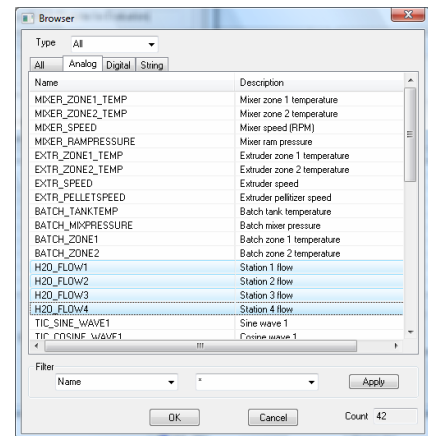 Browser
Type All
All Analog Digital String
Name Description
MIXER_ZONE1_TEMP Mixer zone 1 temperature
MIXER_ZONE2_TEMP Mixer zone 2 temperature
MIXER_SPEED Mixer speed (RPM)
MIXER_RAMPRESSURE Mixer ram pressure
EXTR_ZONE1_TEMP Extruder zone 1 temperature
EXTR_ZONE2_TEMP Extruder zone 2 temperature
EXTR_SPEED Extruder speed
EXTR_PELLETSPEED Extruder pellitizer speed
BATCH_TANKTEMP Batch tank temperature
BATCH_MIXPRESSURE Batch mixer pressure
BATCH_ZONE1 Batch zone 1 temperature
BATCH_ZONE2 Batch zone 2 temperature
H2O_FLOW1 Station 1 flow
H2O_FLOW2 Station 2 flow
H2O_FLOW3 Station 3 flow
H2O_FLOW4 Station 4 flow
TIC_SINE_WAVE1 Sine wave 1
TIC_COSINE_WAVE1 Cosine wave 1
Filter
Name *
Apply
OK Cancel Count 42